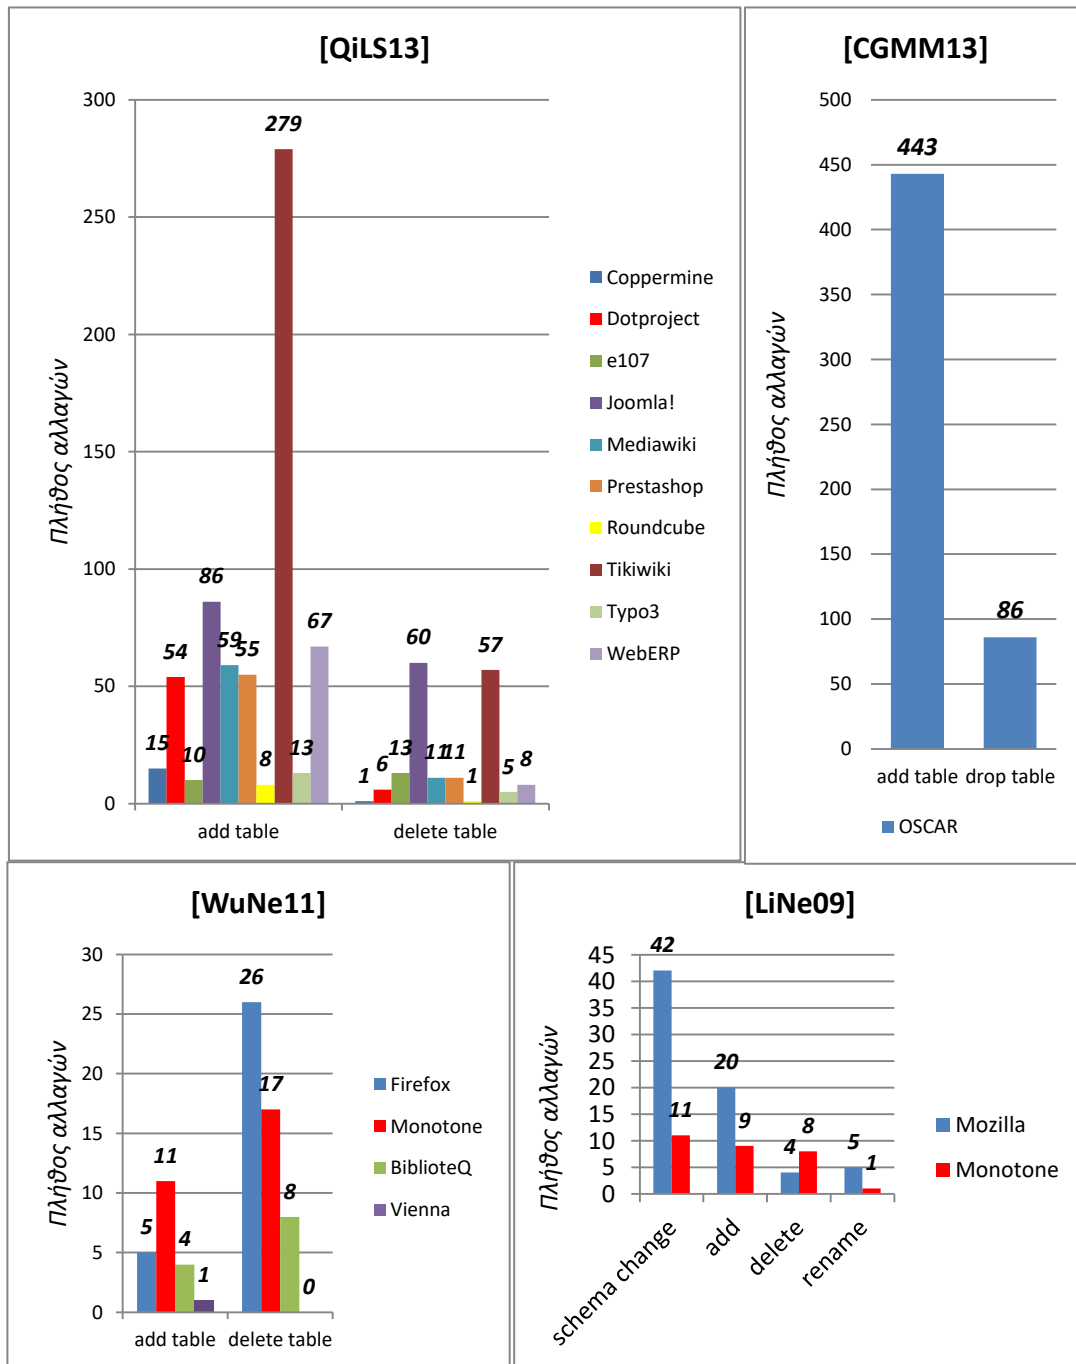 [QiLS13]
300
250
200
150
100
50
0
Πλήθος αλλαγών
15
54
10
86
59
55
8
279
13
67
1
6
13
60
11
11
1
57
5
8
add table
delete table
Coppermine
Dotproject
e107
Joomla!
Mediawiki
Prestashop
Roundcube
Tikiwiki
Typo3
WebERP
[CGMM13]
500
450
400
350
300
250
200
150
100
50
0
Πλήθος αλλαγών
443
86
add table drop table
OSCAR
[WuNe11]
30
25
20
15
10
5
0
Πλήθος αλλαγών
5
11
4
1
26
17
8
0
add table delete table
Firefox
Monotone
BiblioteQ
Vienna
[LiNe09]
45
40
35
30
25
20
15
10
5
0
Πλήθος αλλαγών
42
11
20
9
4
8
5
1
schema change
add
delete
rename
Mozilla
Monotone